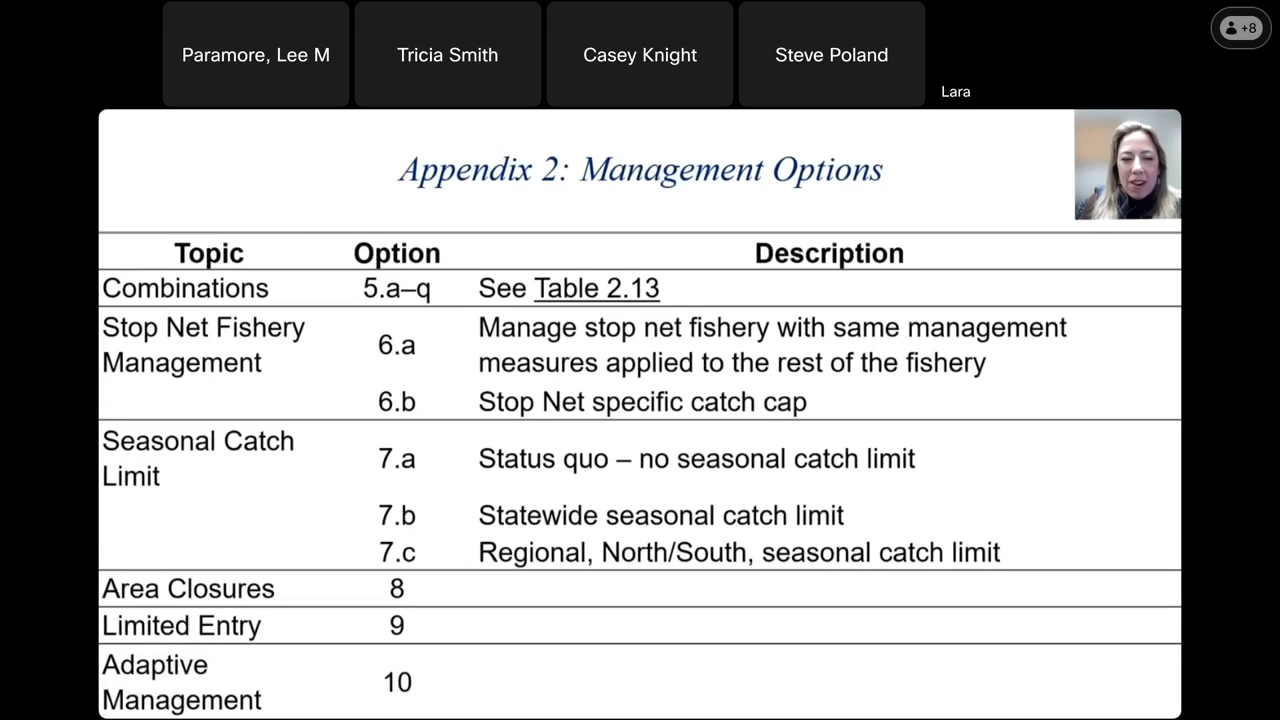 Paramore, Lee M
Tricia Smith
Casey Knight
Steve Poland
+8
Lara
Appendix 2: Management Options
Topic Option Description
Combinations 5.a–q See Table 2.13
Stop Net Fishery
Management
6.a
Manage stop net fishery with same management
measures applied to the rest of the fishery
6.b Stop Net specific catch cap
Seasonal Catch
Limit
7.a Status quo – no seasonal catch limit
7.b Statewide seasonal catch limit
7.c Regional, North/South, seasonal catch limit
Area Closures 8
Limited Entry 9
Adaptive
Management
10